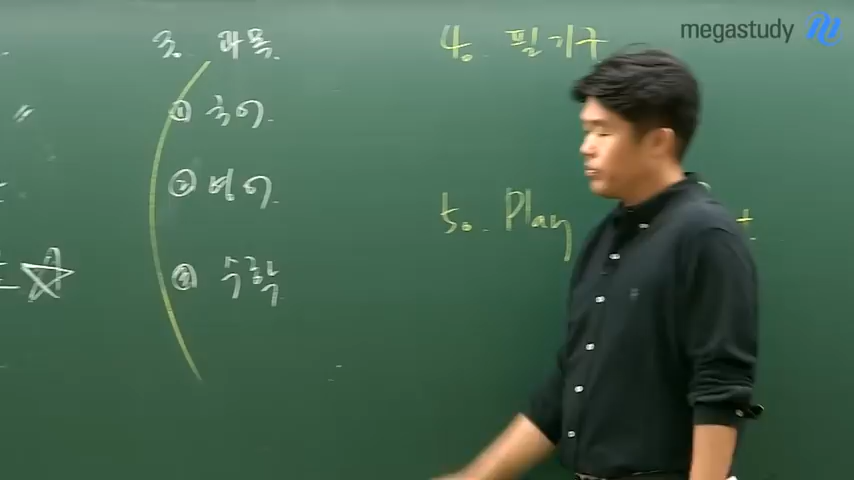 megastudy
3. 과목.
① 국어.
② 영어.
③ 수학
4. 필기구
5. Play